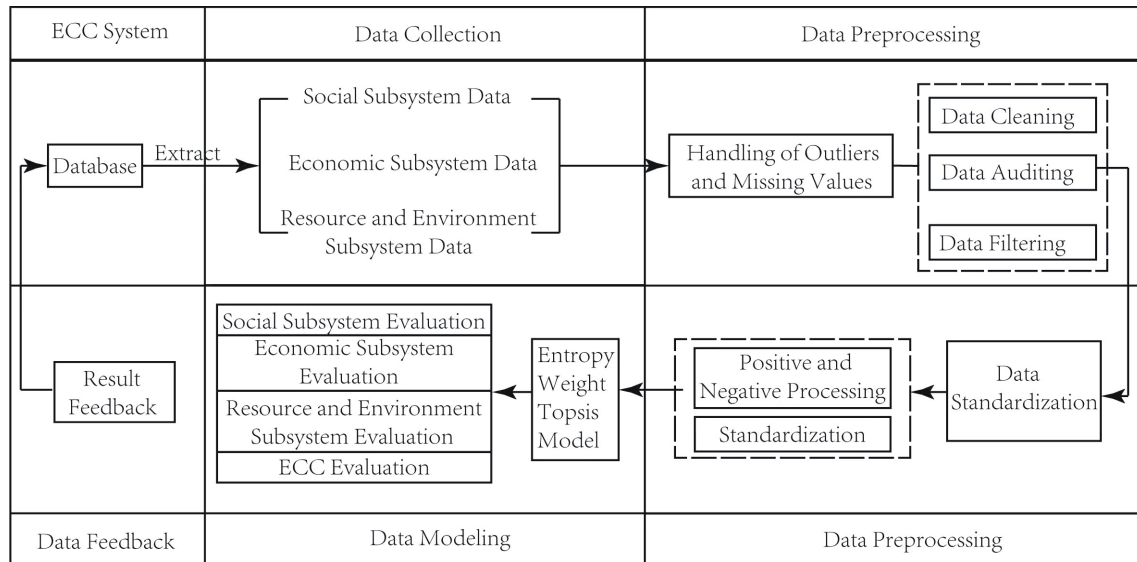 ECC System
Data Collection
Data Preprocessing
Database
Extract
Social Subsystem Data
Economic Subsystem Data
Resource and Environment
Subsystem Data
Handling of Outliers
and Missing Values
Data Cleaning
Data Auditing
Data Filtering
Result
Feedback
Social Subsystem Evaluation
Economic Subsystem
Evaluation
Resource and Environment
Subsystem Evaluation
ECC Evaluation
Entropy
Weight
Topsis
Model
Positive and
Negative Processing
Standardization
Data
Standardization
Data Feedback
Data Modeling
Data Preprocessing